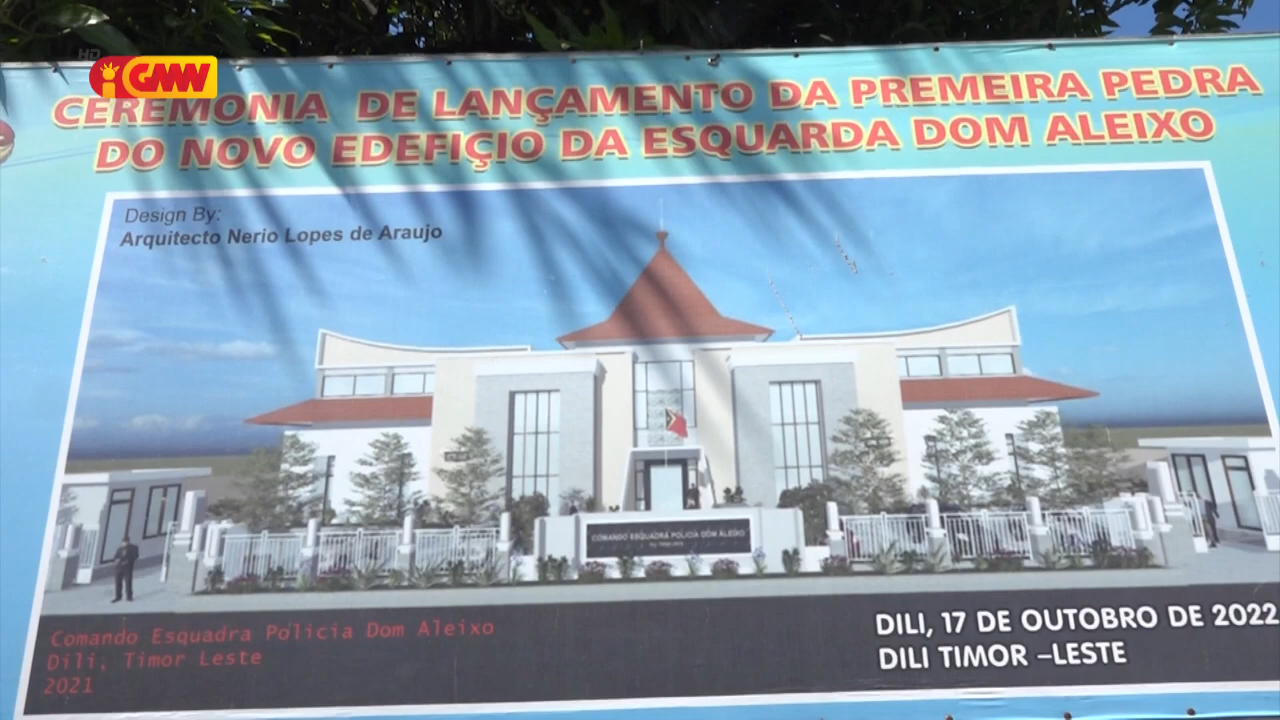 HD
GMW
CEREMONIA DE LANÇAMENTO DA PREMEIRA PEDRA
DO NOVO EDEFIÇIO DA ESQUARDA DOM ALEIXO
Design By:
Arquitecto Nerio Lopes de Araujo
COMANDO ESQUADRA POLICIA DOM ALEIXO
Comando Esquadra Policia Dom Aleixo
Dili, Timor Leste
2021
DILI, 17 DE OUTOBRO DE 2022
DILI TIMOR –LESTE